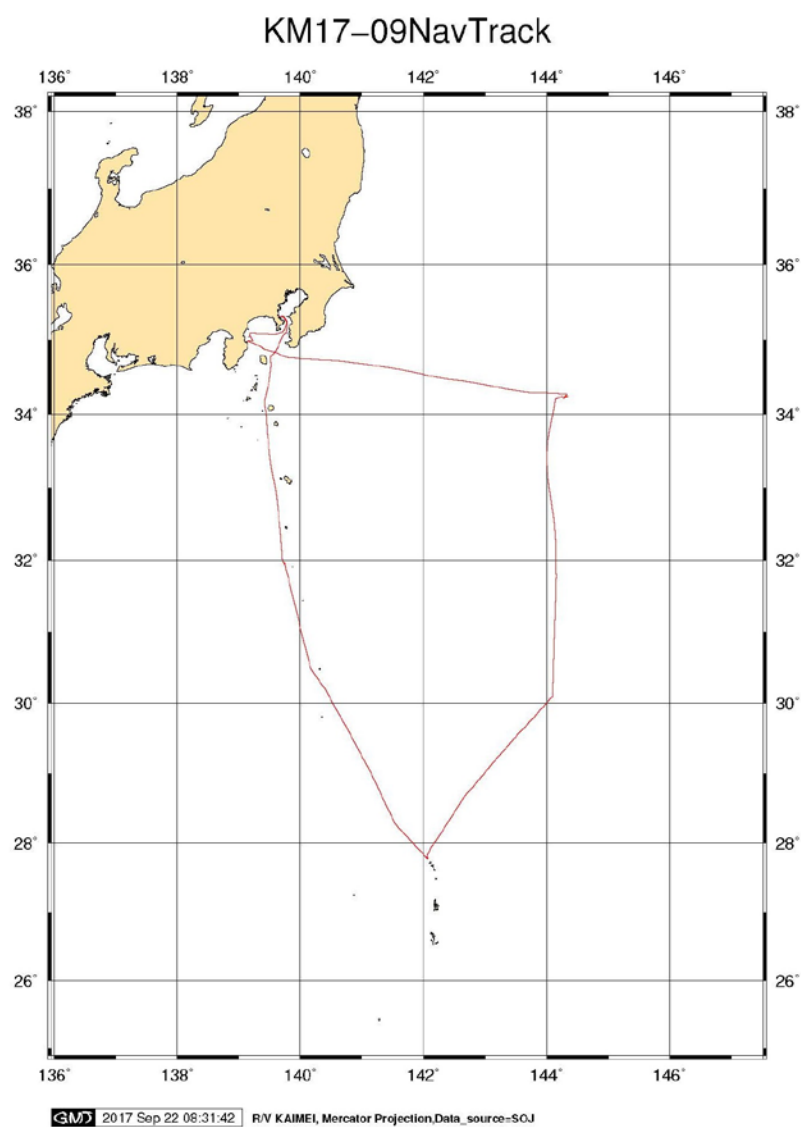 KM17-09NavTrack
136° 138° 140° 142° 144° 146°
38° 38°
36° 36°
34° 34°
32° 32°
30° 30°
28° 28°
26° 26°
136° 138° 140° 142° 144° 146°
GMD 2017 Sep 22 08:31:42 R/V KAIMEI, Mercator Projection,Data_source=SOJ